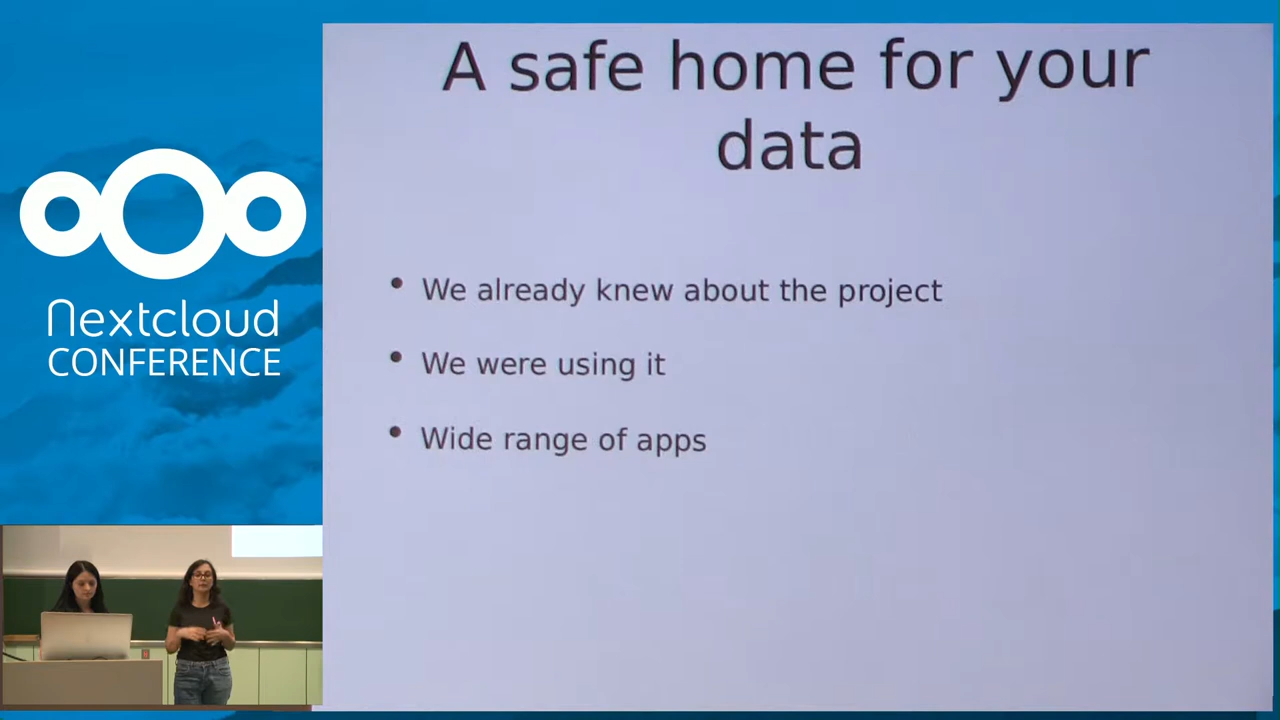 A safe home for your
data
We already knew about the project
We were using it
Wide range of apps
Nextcloud
CONFERENCE